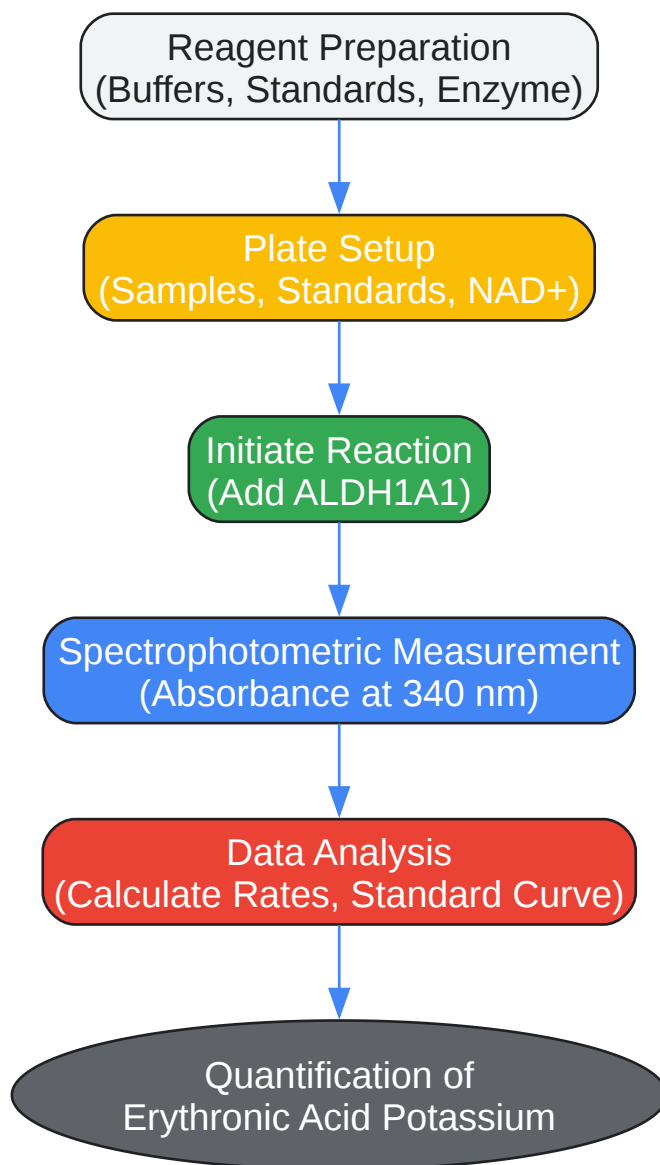 Reagent Preparation
(Buffers, Standards, Enzyme)
Plate Setup
(Samples, Standards, NAD+)
Initiate Reaction
(Add ALDH1A1)
Spectrophotometric Measurement
(Absorbance at 340 nm)
Data Analysis
(Calculate Rates, Standard Curve)
Quantification of
Erythronic Acid Potassium